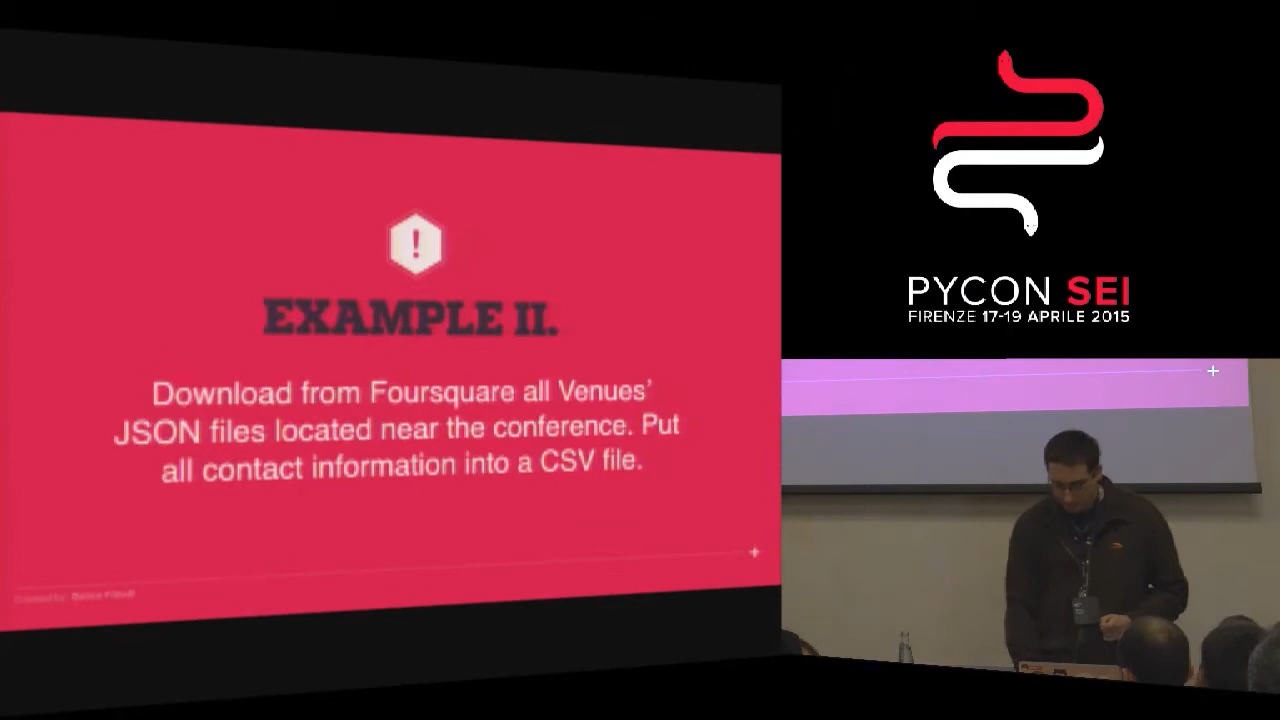 !
EXAMPLE II.
Download from Foursquare all Venues’
JSON files located near the conference. Put
all contact information into a CSV file.
PYCON SEI
FIRENZE 17-19 APRILE 2015